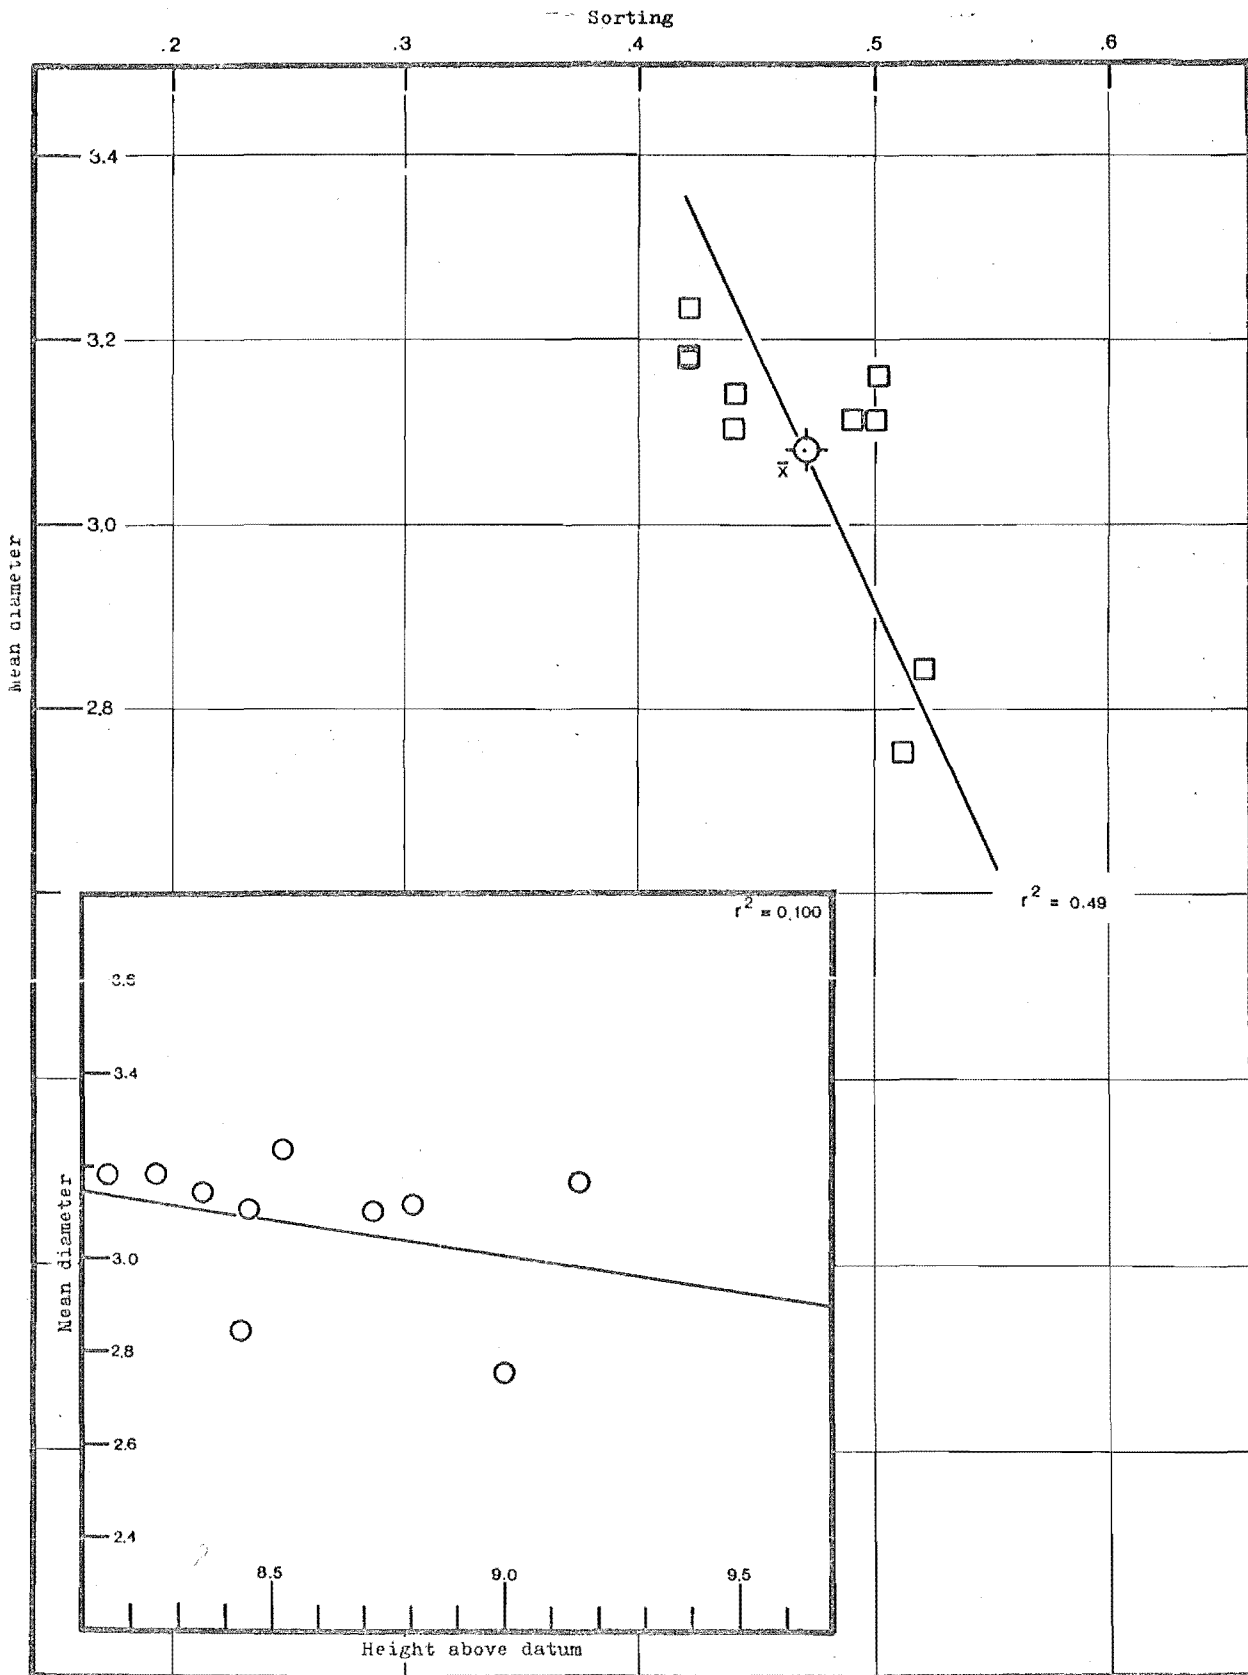 Sorting
.2 .3 .4 .5 .6
3.4
3.2
3.0
2.8
Mean diameter
x̄
r² = 0.49
r² = 0.100
3.6
3.4
3.0
2.8
2.6
2.4
Mean diameter
8.5 9.0 9.5
Height above datum